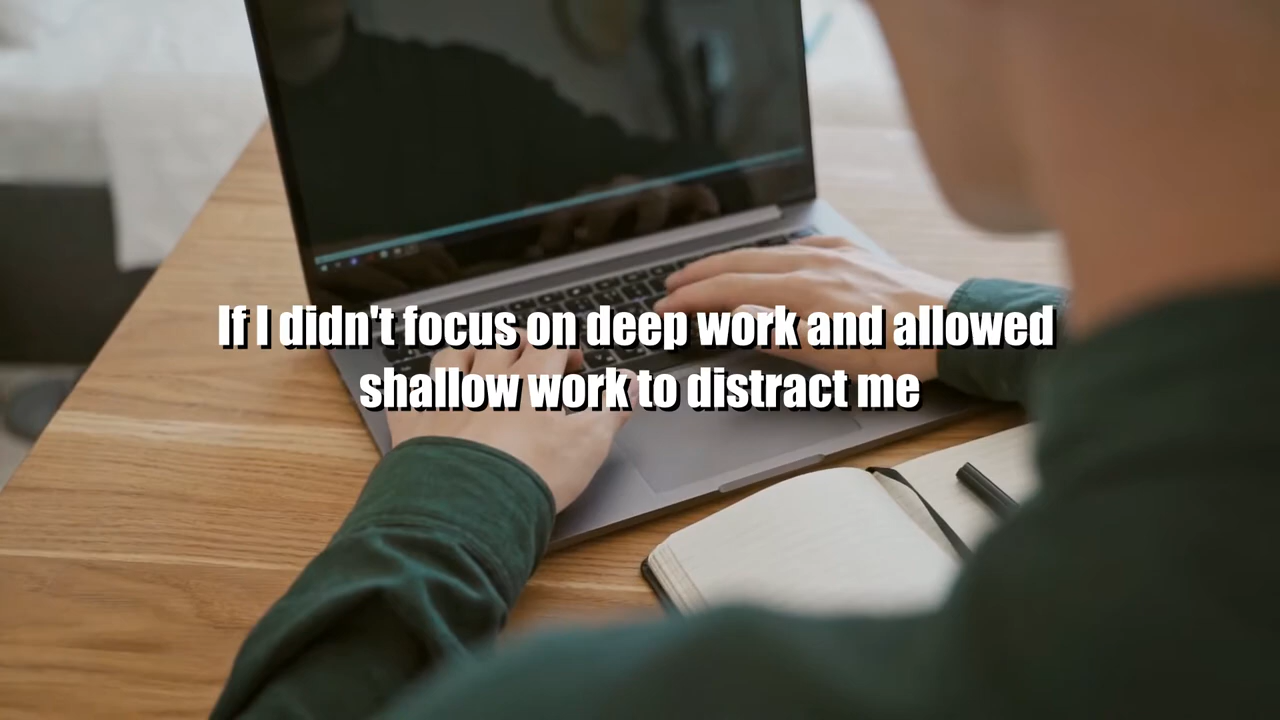 If I didn't focus on deep work and allowed
shallow work to distract me